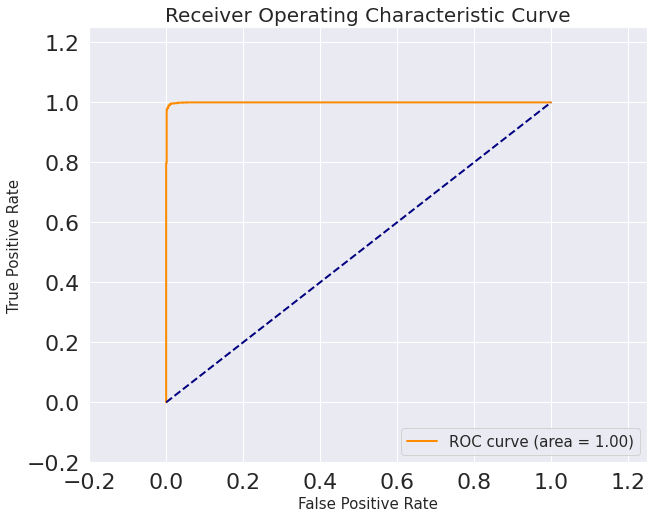 Receiver Operating Characteristic Curve
1.2
1.0
0.8
0.6
0.4
0.2
0.0
−0.2
True Positive Rate
−0.2 0.0 0.2 0.4 0.6 0.8 1.0 1.2
False Positive Rate
ROC curve (area = 1.00)